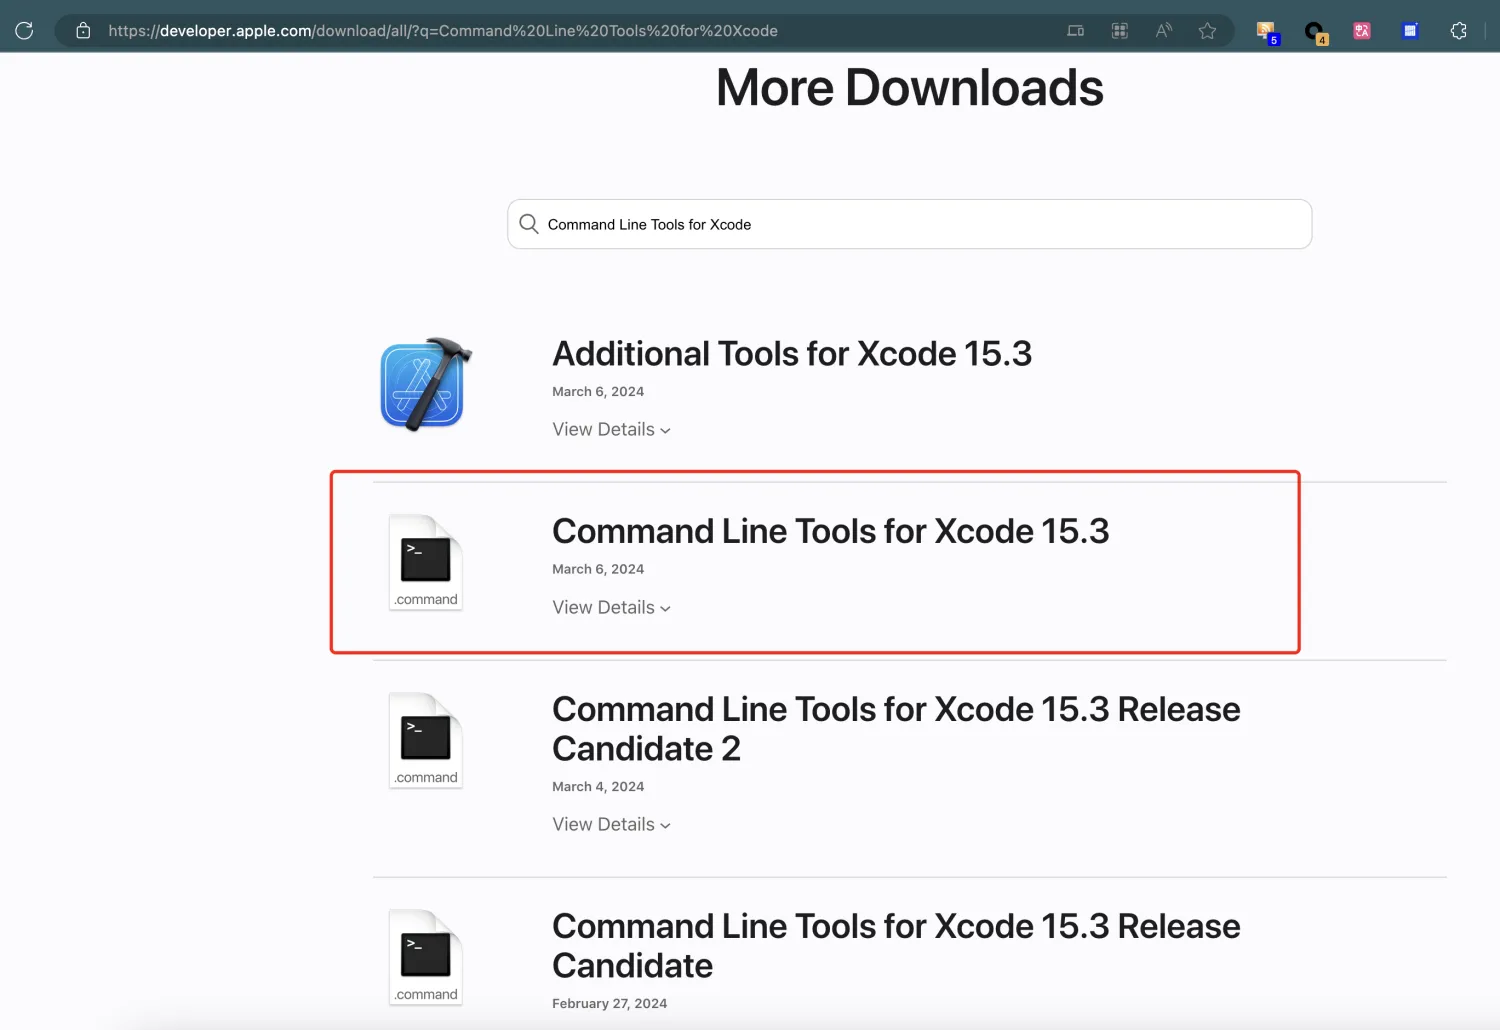 https://developer.apple.com/download/all/?q=Command%20Line%20Tools%20for%20Xcode
5
4
More Downloads
Command Line Tools for Xcode
Additional Tools for Xcode 15.3
March 6, 2024
View Details
Command Line Tools for Xcode 15.3
March 6, 2024
View Details
>_
.command
Command Line Tools for Xcode 15.3 Release
Candidate 2
March 4, 2024
View Details
>_
.command
Command Line Tools for Xcode 15.3 Release
Candidate
February 27, 2024
>_
.command